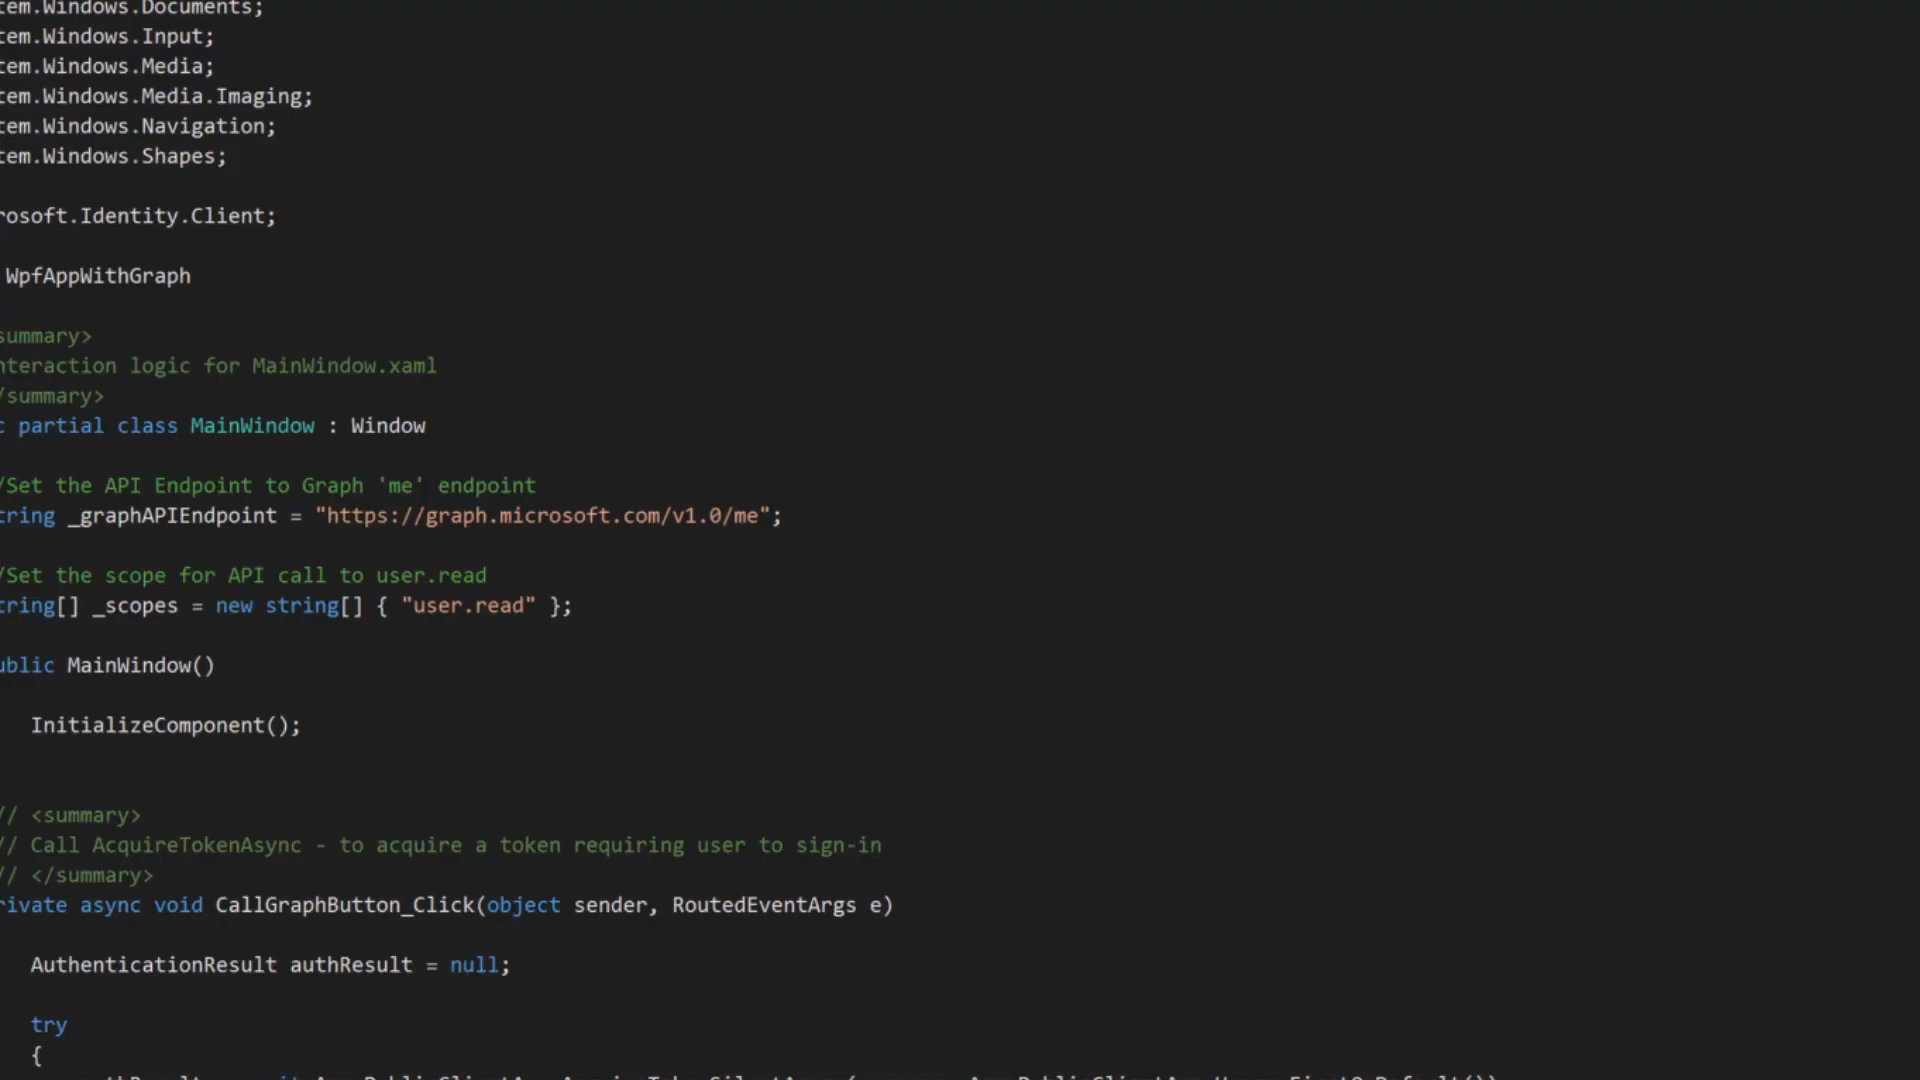 tem.Windows.Documents;
tem.Windows.Input;
tem.Windows.Media;
tem.Windows.Media.Imaging;
tem.Windows.Navigation;
tem.Windows.Shapes;
rosoft.Identity.Client;
WpfAppWithGraph
summary>
nteraction logic for MainWindow.xaml
/summary>
c partial class MainWindow : Window
/Set the API Endpoint to Graph 'me' endpoint
tring _graphAPIEndpoint = "https://graph.microsoft.com/v1.0/me";
/Set the scope for API call to user.read
tring[] _scopes = new string[] { "user.read" };
ublic MainWindow()
InitializeComponent();
// <summary>
// Call AcquireTokenAsync - to acquire a token requiring user to sign-in
// </summary>
rivate async void CallGraphButton_Click(object sender, RoutedEventArgs e)
AuthenticationResult authResult = null;
try
{